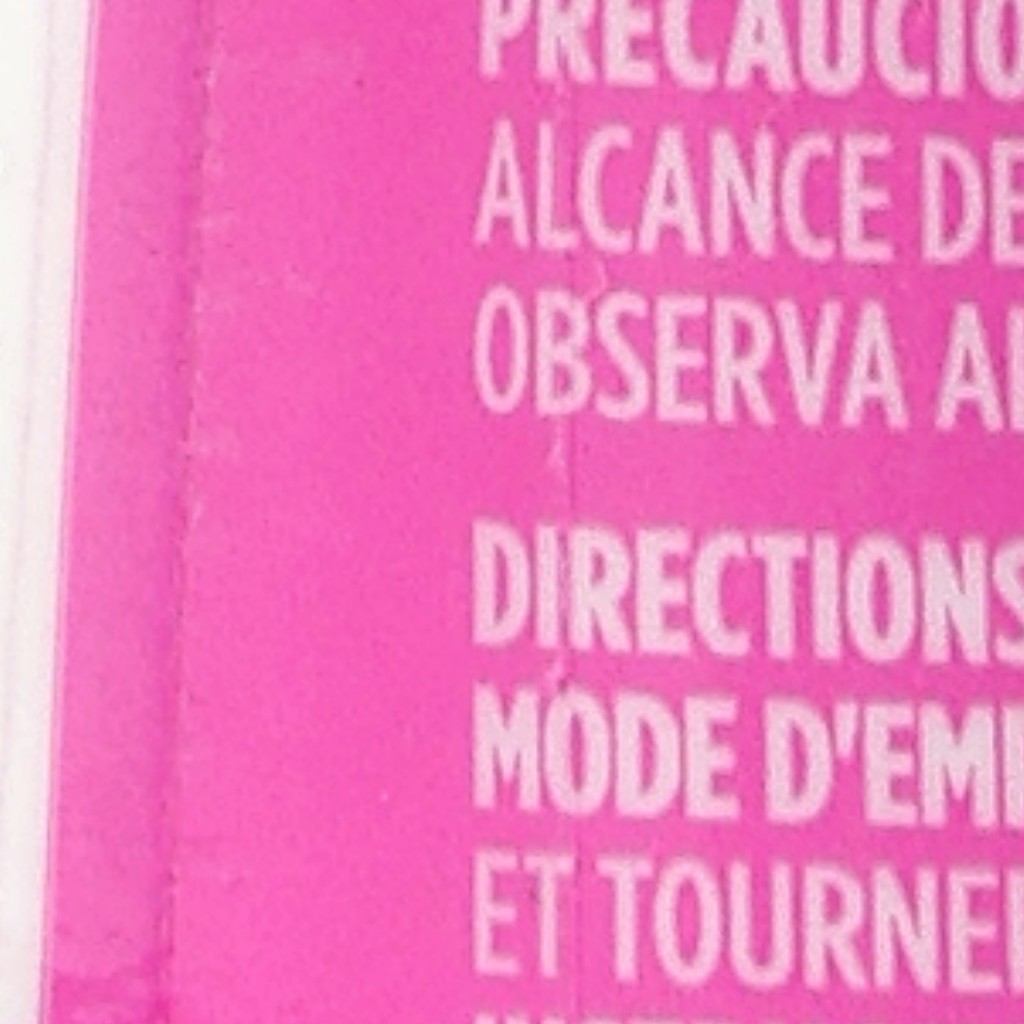 PRECAUCIO
ALCANCE DE
OBSERVA A
DIRECTIONS
MODE D'EM
ET TOURNE